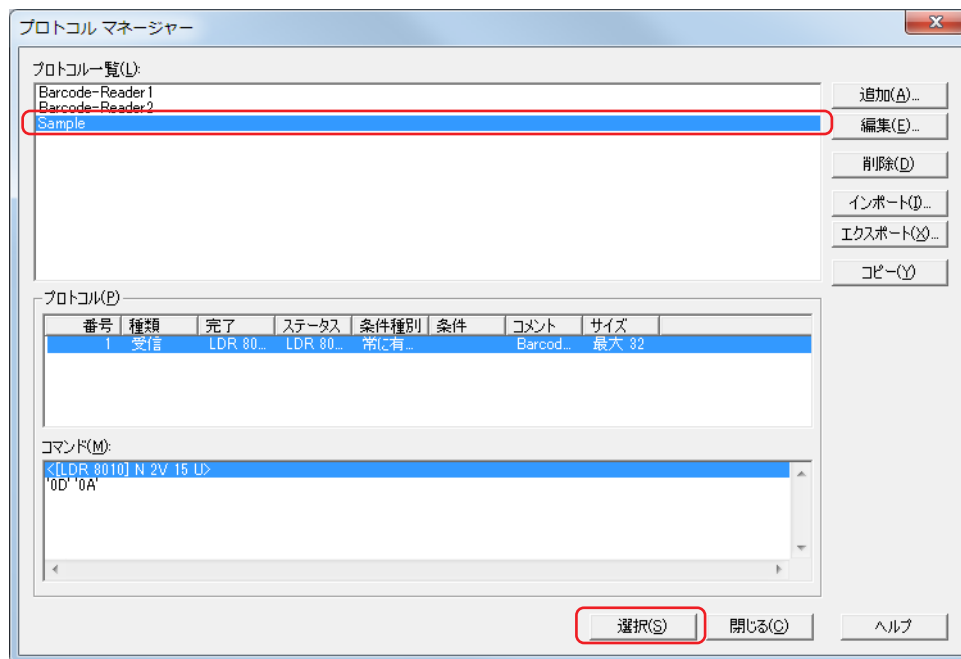 プロトコル マネージャー
プロトコル一覧(L):
Barcode-Reader1
Barcode-Reader2
Sample
追加(A)...
編集(E)...
削除(D)
インポート(I)...
エクスポート(X)...
コピー(Y)
プロトコル(P)
番号 種類 完了 ステータス 条件種別 条件 コメント サイズ
1 受信 LDR 80... LDR 80... 常に有... Barcod... 最大 32
コマンド(M):
<[LDR 8010] N 2V 15 U>
'0D' '0A'
選択(S) 閉じる(C) ヘルプ